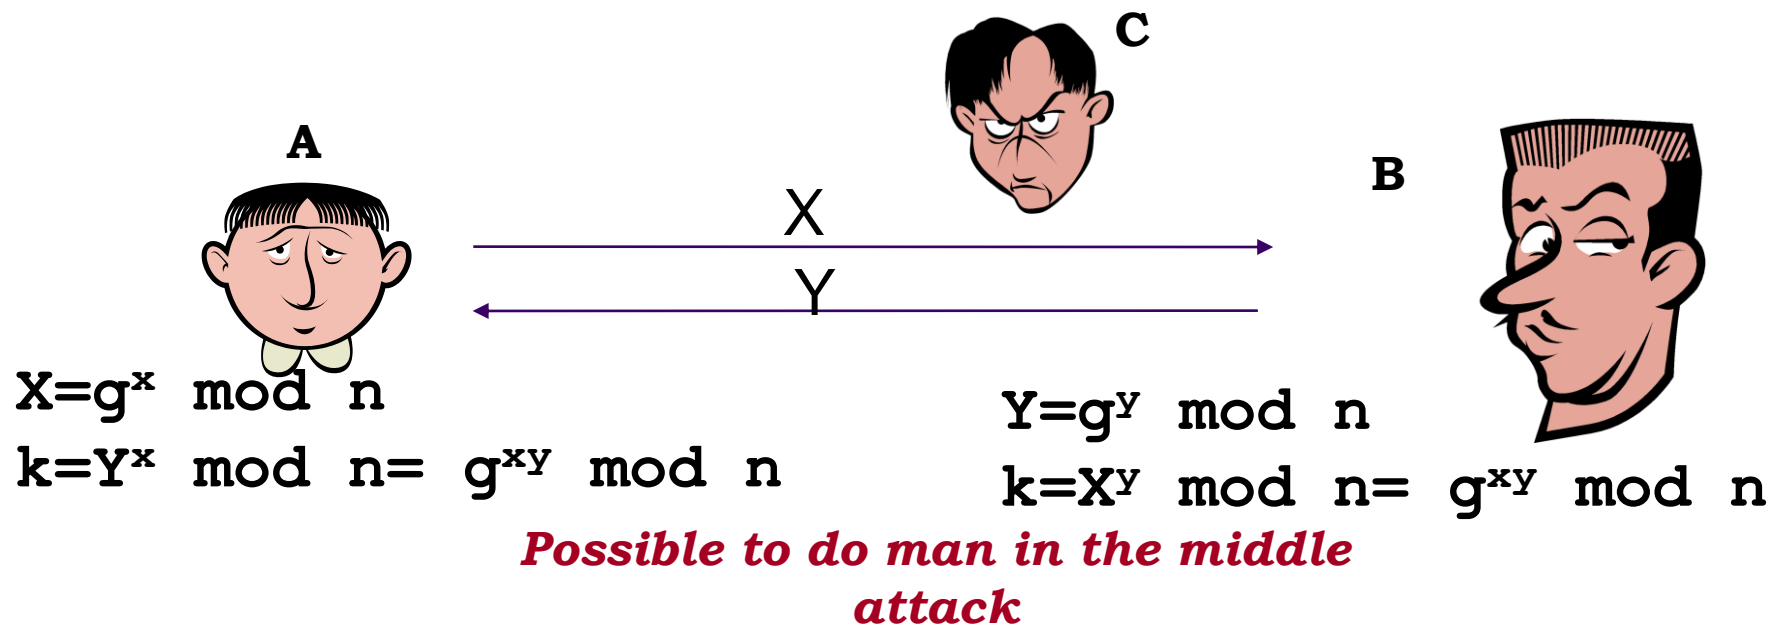 C
A
B
X
Y
X=gˣ mod n
k=Yˣ mod n= gˣʸ mod n
Y=gʸ mod n
k=Xʸ mod n= gˣʸ mod n
Possible to do man in the middle
attack